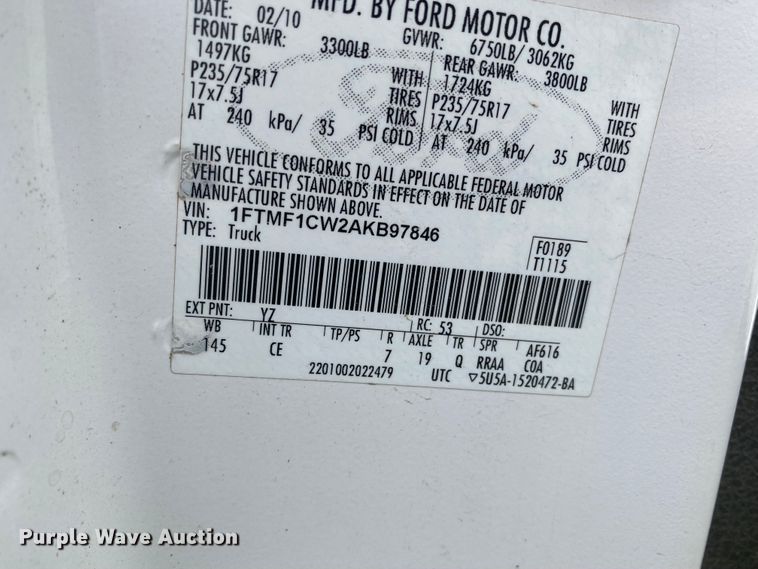 MFD. BY FORD MOTOR CO.
DATE: 02/10 GVWR: 6750LB/ 3062KG
FRONT GAWR: 3300LB REAR GAWR: 3800LB
1497KG WITH 1724KG WITH
P235/75R17 TIRES P235/75R17 TIRES
17x7.5J RIMS 17x7.5J RIMS
AT 240 kPa/ 35 PSI COLD AT 240 kPa/ 35 PSI COLD
Ford
THIS VEHICLE CONFORMS TO ALL APPLICABLE FEDERAL MOTOR
VEHICLE SAFETY STANDARDS IN EFFECT ON THE DATE OF
MANUFACTURE SHOWN ABOVE.
VIN: 1FTMF1CW2AKB97846
TYPE: Truck
F0189
T1115
EXT PNT: YZ RC: 53 DSO:
WB INT TR TP/PS R AXLE TR SPR AF616
145 CE 7 19 Q RRAA COA
2201002022479 UTC ▽5U5A-1520472-BA
Purple Wave Auction